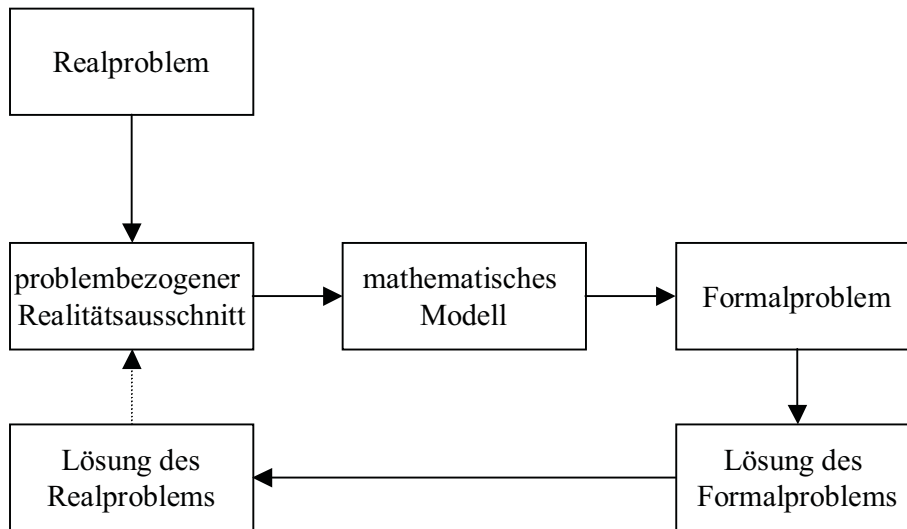 Realproblem
problembezogener
Realitätsausschnitt
mathematisches
Modell
Formalproblem
Lösung des
Realproblems
Lösung des
Formalproblems